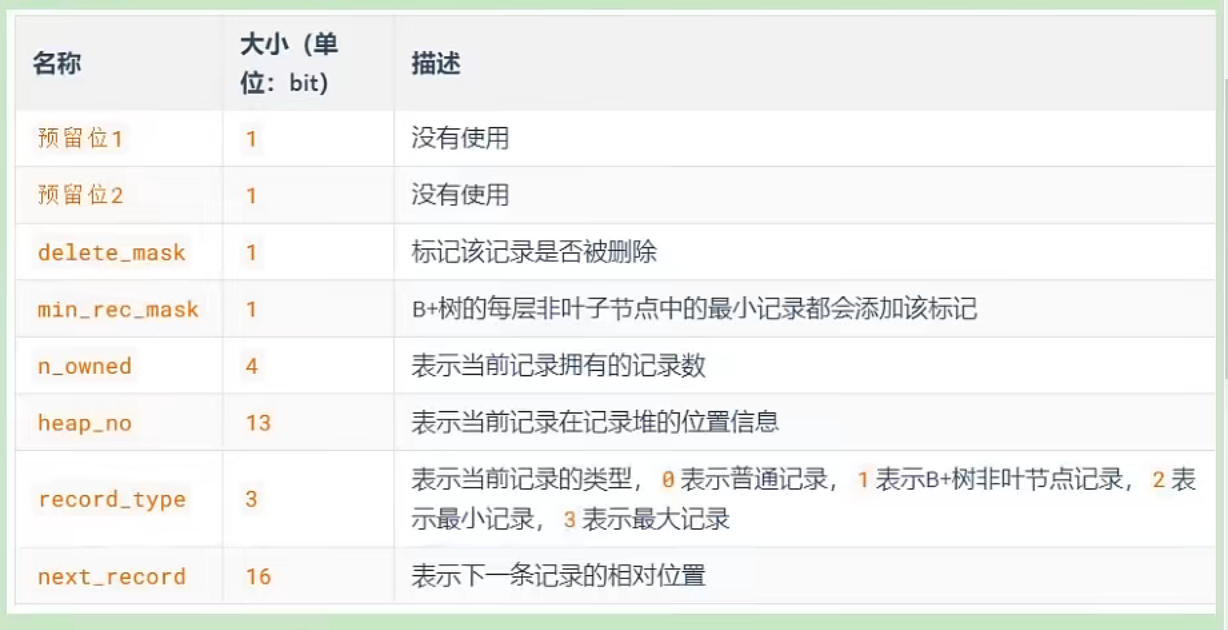 名称 大小（单位：bit） 描述
预留位1 1 没有使用
预留位2 1 没有使用
delete_mask 1 标记该记录是否被删除
min_rec_mask 1 B+树的每层非叶子节点中的最小记录都会添加该标记
n_owned 4 表示当前记录拥有的记录数
heap_no 13 表示当前记录在记录堆的位置信息
record_type 3 表示当前记录的类型，0 表示普通记录，1 表示B+树非叶节点记录，2 表
示最小记录，3 表示最大记录
next_record 16 表示下一条记录的相对位置